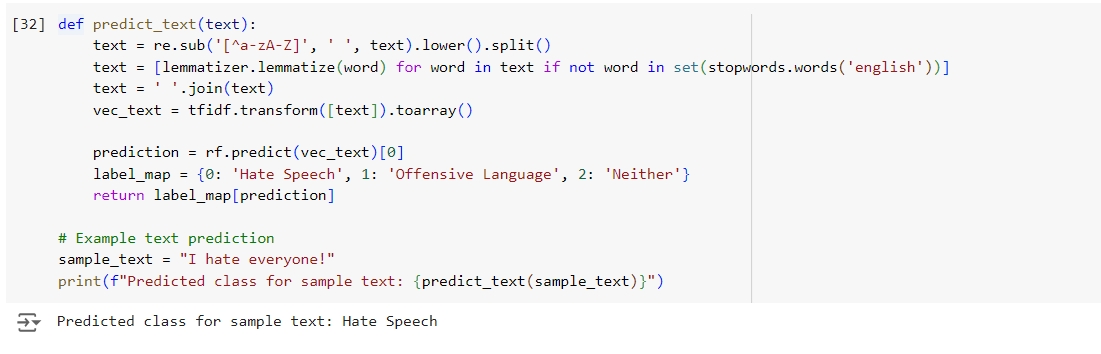 [32] def predict_text(text):
    text = re.sub('[^a-zA-Z]', ' ', text).lower().split()
    text = [lemmatizer.lemmatize(word) for word in text if not word in set(stopwords.words('english'))]
    text = ' '.join(text)
    vec_text = tfidf.transform([text]).toarray()

    prediction = rf.predict(vec_text)[0]
    label_map = {0: 'Hate Speech', 1: 'Offensive Language', 2: 'Neither'}
    return label_map[prediction]

# Example text prediction
sample_text = "I hate everyone!"
print(f"Predicted class for sample text: {predict_text(sample_text)}")
Predicted class for sample text: Hate Speech